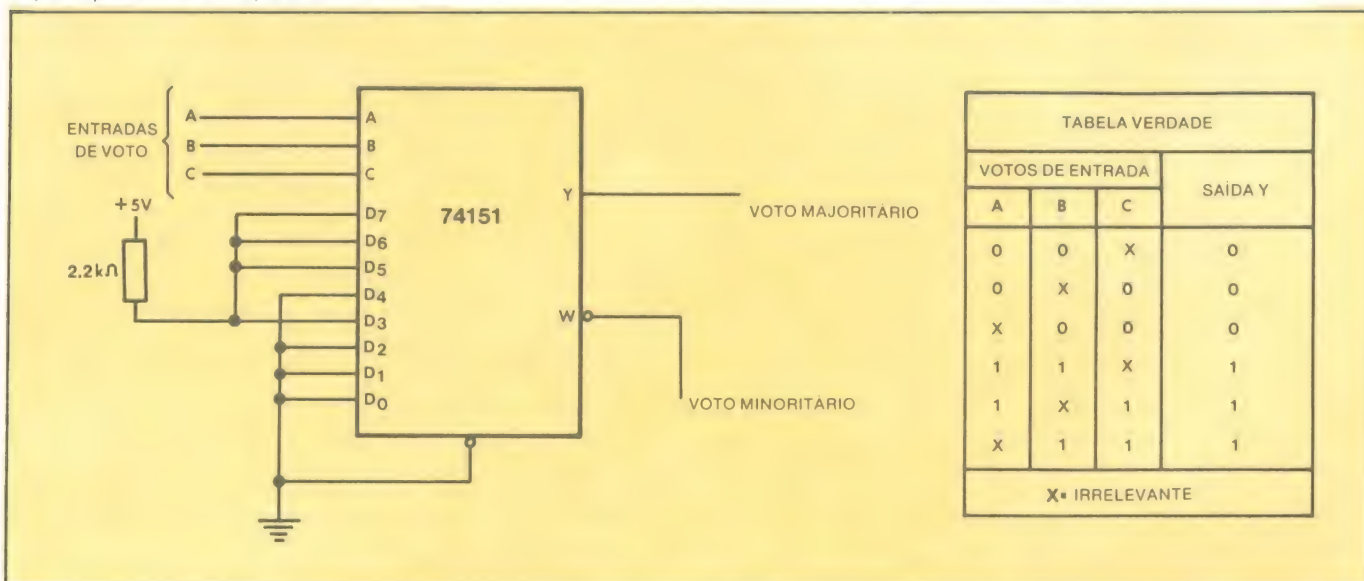 ENTRADAS
DE VOTO
A
B
C
+5V
2.2kΩ
A
B
C
D7
D6
D5
D4
D3
D2
D1
D0
74151
Y
W
VOTO MAJORITÁRIO
VOTO MINORITÁRIO
TABELA VERDADE
VOTOS DE ENTRADA
SAÍDA Y
A B C
0 0 X 0
0 X 0 0
X 0 0 0
1 1 X 1
1 X 1 1
X 1 1 1
X= IRRELEVANTE